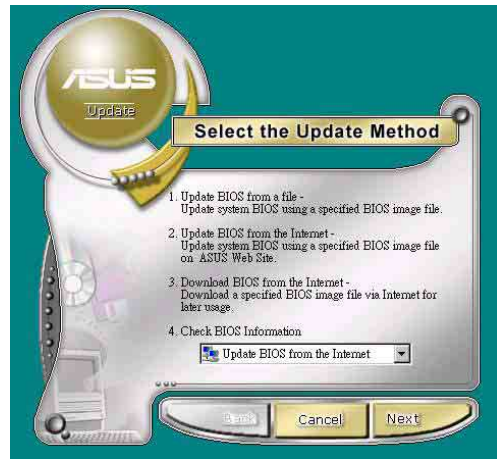 ASUS
Update
Select the Update Method
1. Update BIOS from a file -
Update system BIOS using a specified BIOS image file.
2. Update BIOS from the Internet -
Update system BIOS using a specified BIOS image file
on ASUS Web Site.
3. Download BIOS from the Internet -
Download a specified BIOS image file via Internet for
later usage.
4. Check BIOS Information
Update BIOS from the Internet
Back
Cancel
Next